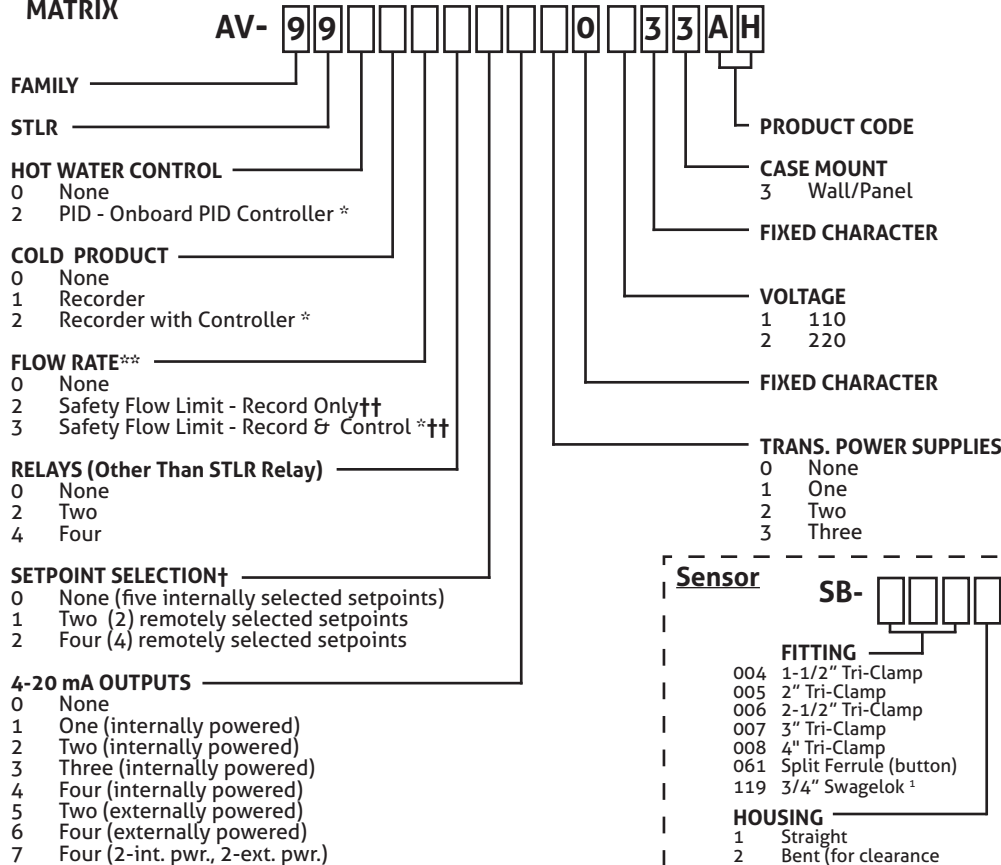 MATRIX
AV- 9 9 0 3 3 A H
FAMILY
STLR
HOT WATER CONTROL
0 None
2 PID - Onboard PID Controller *
COLD PRODUCT
0 None
1 Recorder
2 Recorder with Controller *
FLOW RATE**
0 None
2 Safety Flow Limit - Record Only††
3 Safety Flow Limit - Record & Control *††
RELAYS (Other Than STLR Relay)
0 None
2 Two
4 Four
SETPOINT SELECTION†
0 None (five internally selected setpoints)
1 Two (2) remotely selected setpoints
2 Four (4) remotely selected setpoints
4-20 mA OUTPUTS
0 None
1 One (internally powered)
2 Two (internally powered)
3 Three (internally powered)
4 Four (internally powered)
5 Two (externally powered)
6 Four (externally powered)
7 Four (2-int. pwr., 2-ext. pwr.)
PRODUCT CODE
CASE MOUNT
3 Wall/Panel
FIXED CHARACTER
VOLTAGE
1 110
2 220
FIXED CHARACTER
TRANS. POWER SUPPLIES
0 None
1 One
2 Two
3 Three
Sensor
SB-
FITTING
004 1-1/2" Tri-Clamp
005 2" Tri-Clamp
006 2-1/2" Tri-Clamp
007 3" Tri-Clamp
008 4" Tri-Clamp
061 Split Ferrule (button)
119 3/4" Swagelok 1
HOUSING
1 Straight
2 Bent (for clearance